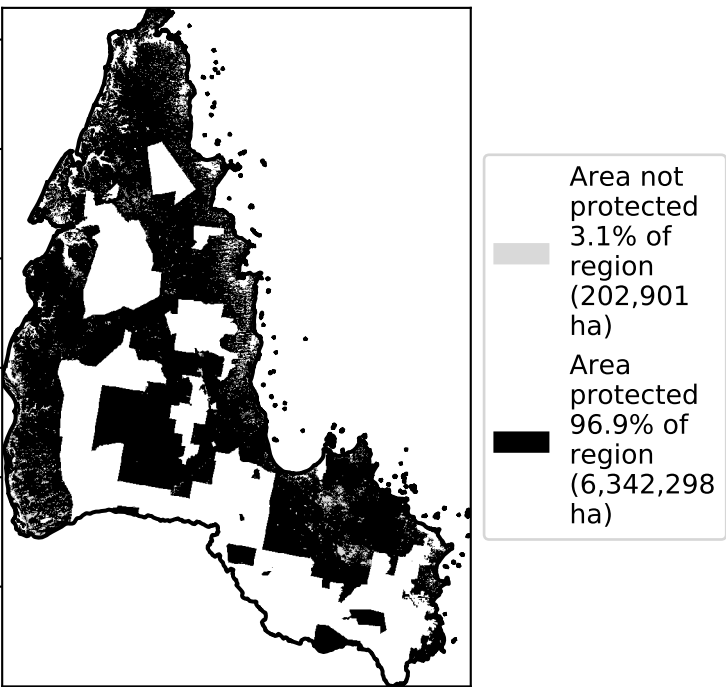 Area not
protected
3.1% of
region
(202,901
ha)
Area
protected
96.9% of
region
(6,342,298
ha)